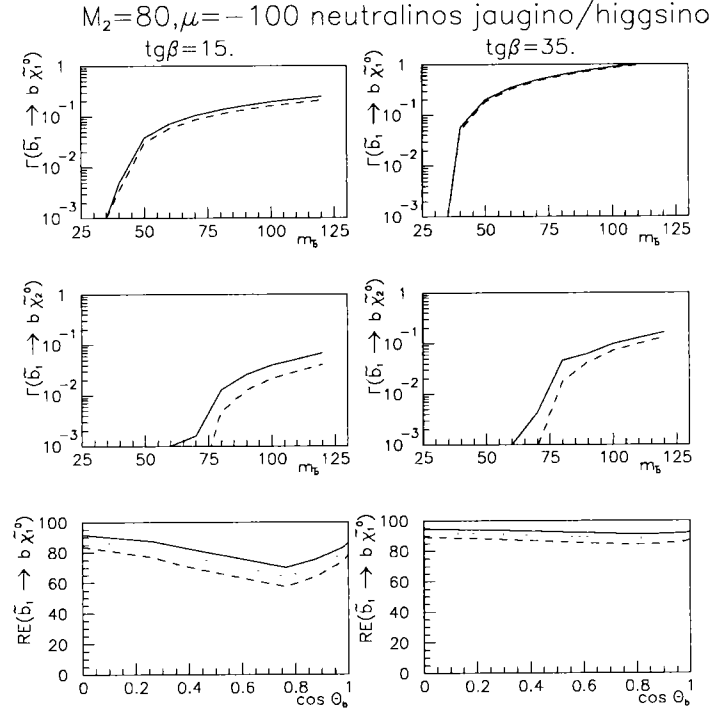 M₂=80,μ=−100 neutralinos jaugino/higgsino
tgβ=15.
tgβ=35.
Γ(b̃₁ → b χ̃₁⁰)
1
10⁻¹
10⁻²
10⁻³
25 50 75 100 125
m_b̃
Γ(b̃₁ → b χ̃₁⁰)
1
10⁻¹
10⁻²
10⁻³
25 50 75 100 125
m_b̃
Γ(b̃₁ → b χ̃₂⁰)
1
10⁻¹
10⁻²
10⁻³
25 50 75 100 125
m_b̃
Γ(b̃₁ → b χ̃₂⁰)
1
10⁻¹
10⁻²
10⁻³
25 50 75 100 125
m_b̃
RE(b̃₁ → b χ̃₁⁰)
100
80
60
40
20
0
0 0.2 0.4 0.6 0.8 1
cos Θ_b
RE(b̃₁ → b χ̃₁⁰)
100
80
60
40
20
0
0 0.2 0.4 0.6 0.8 1
cos Θ_b